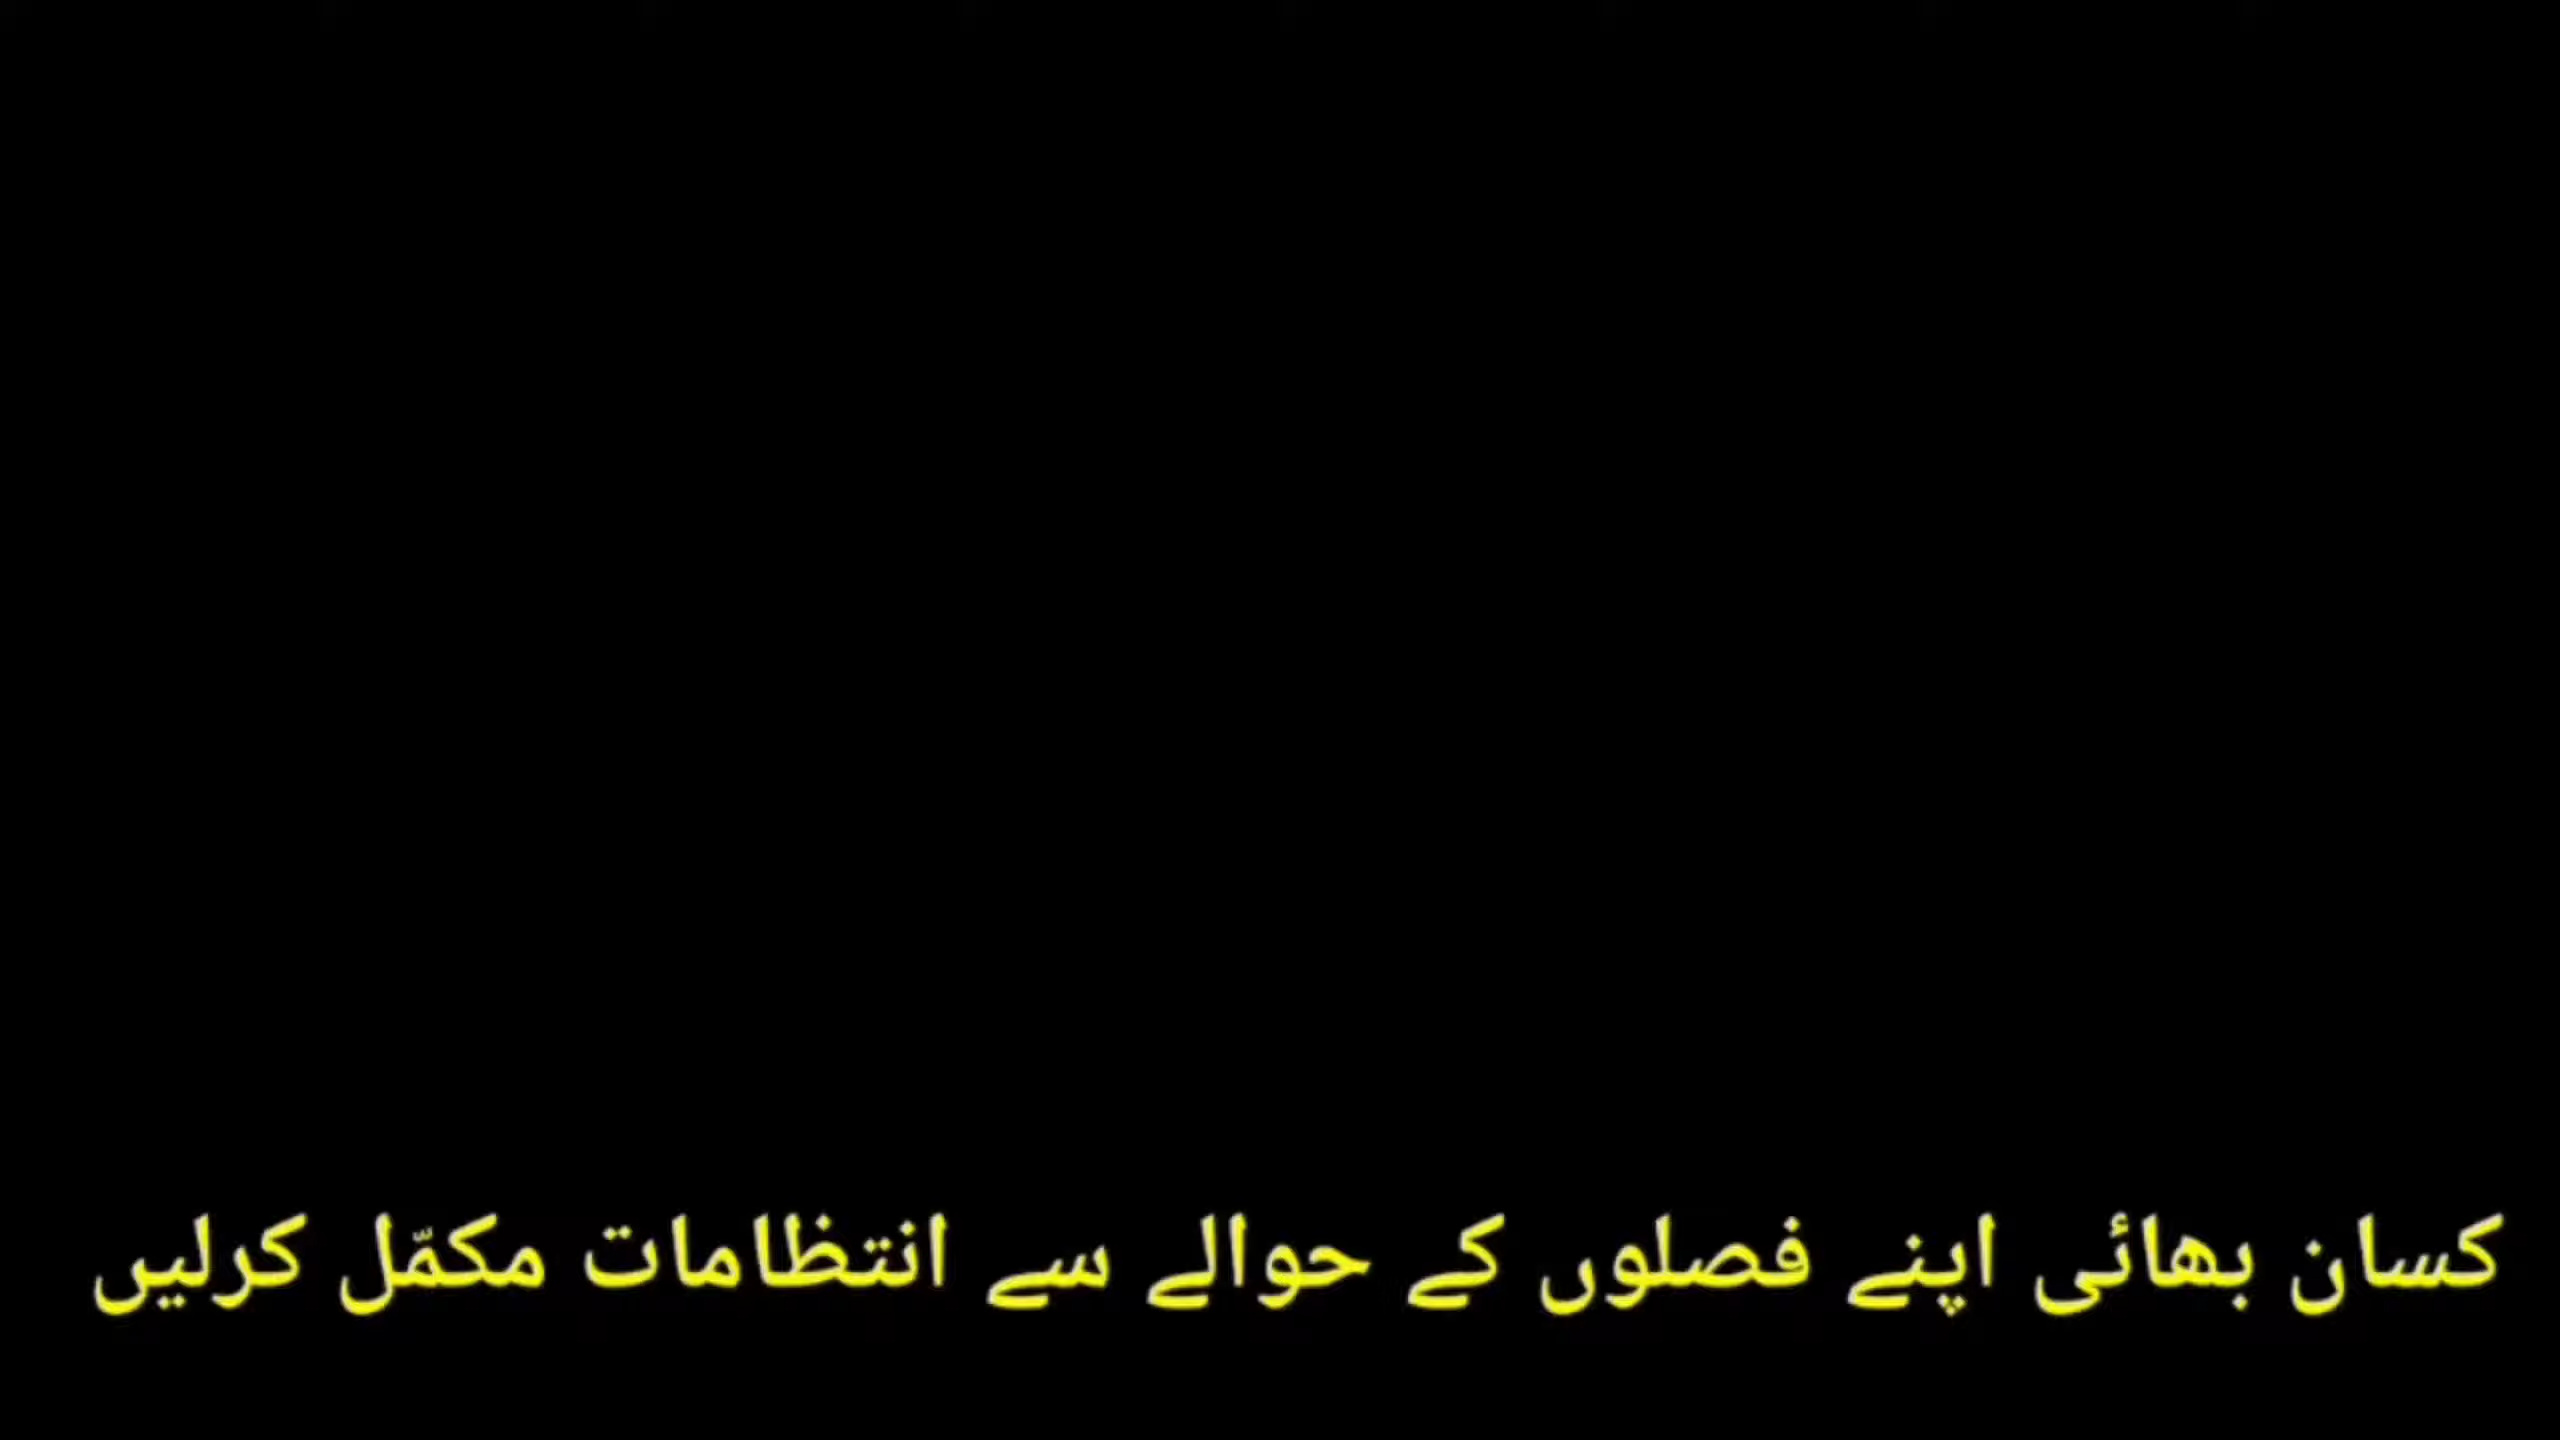 کسان بھائی اپنے فصلوں کے حوالے سے انتظامات مکمّل کرلیں